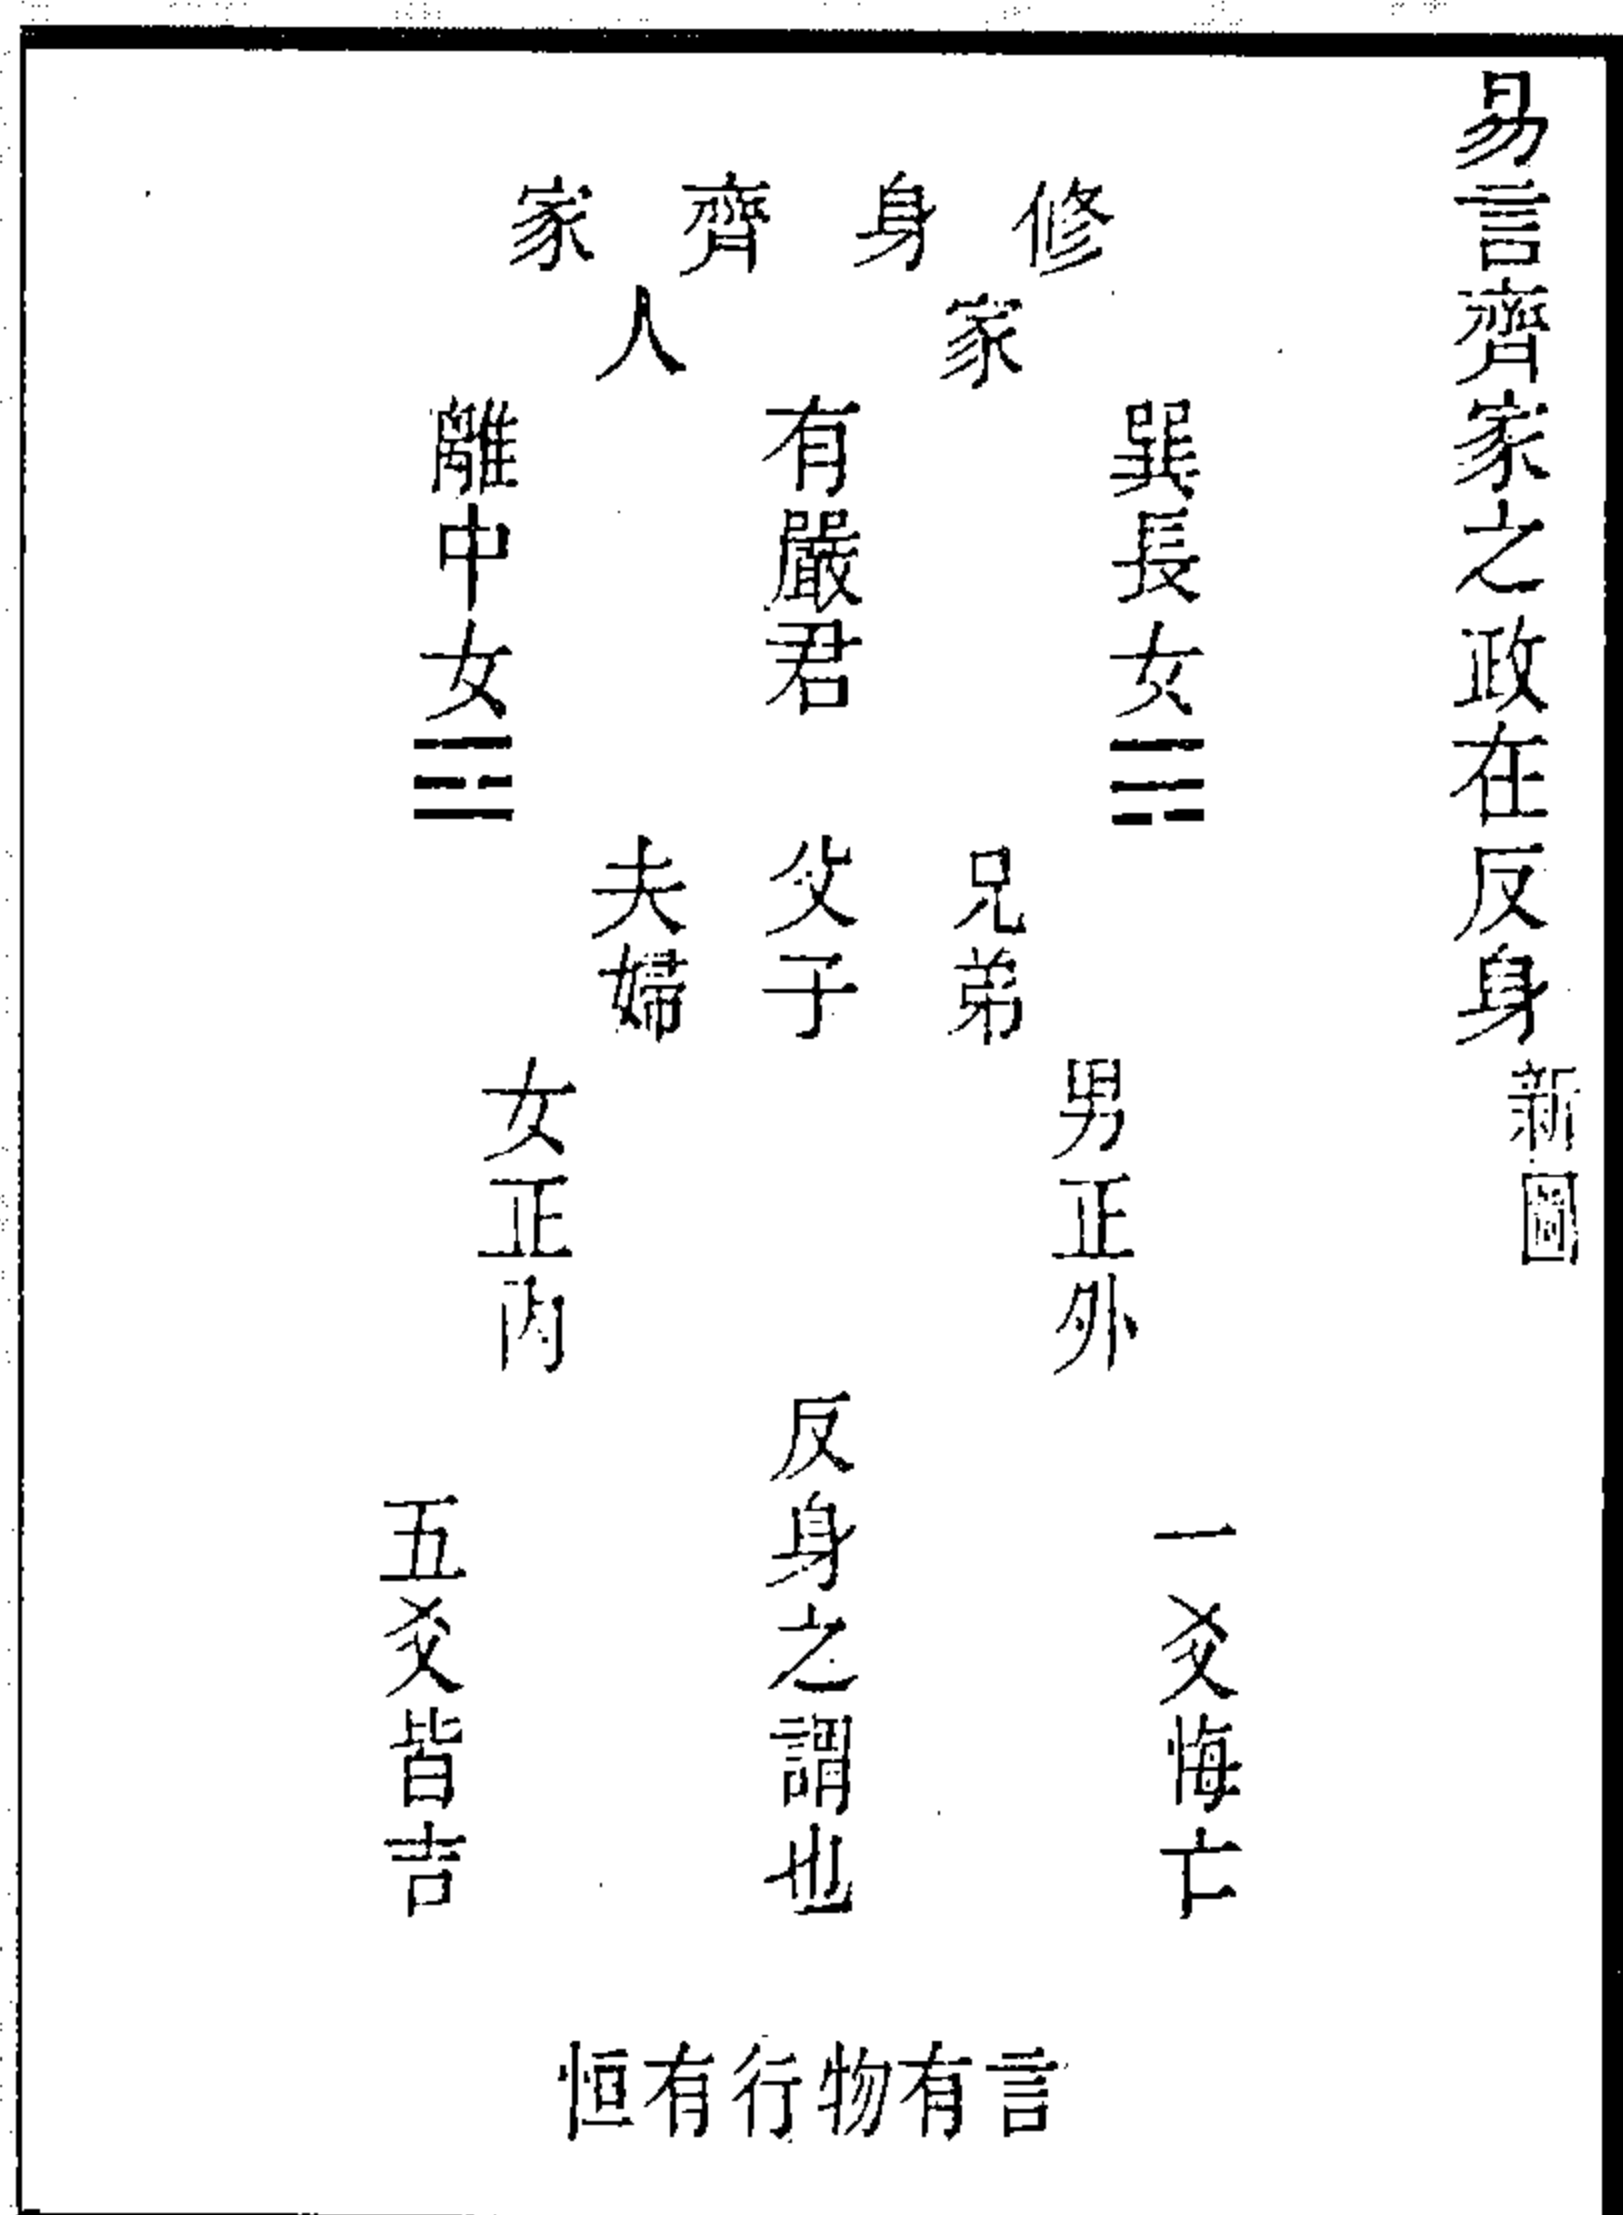 易言齊家之政在反身
新圖
修身齊家
家人
巽長女☴
有嚴君
離中女☲
兄弟
父子
夫婦
男正外
女正內
一爻悔亡
反身之謂也
五爻皆吉
言有物行有恒